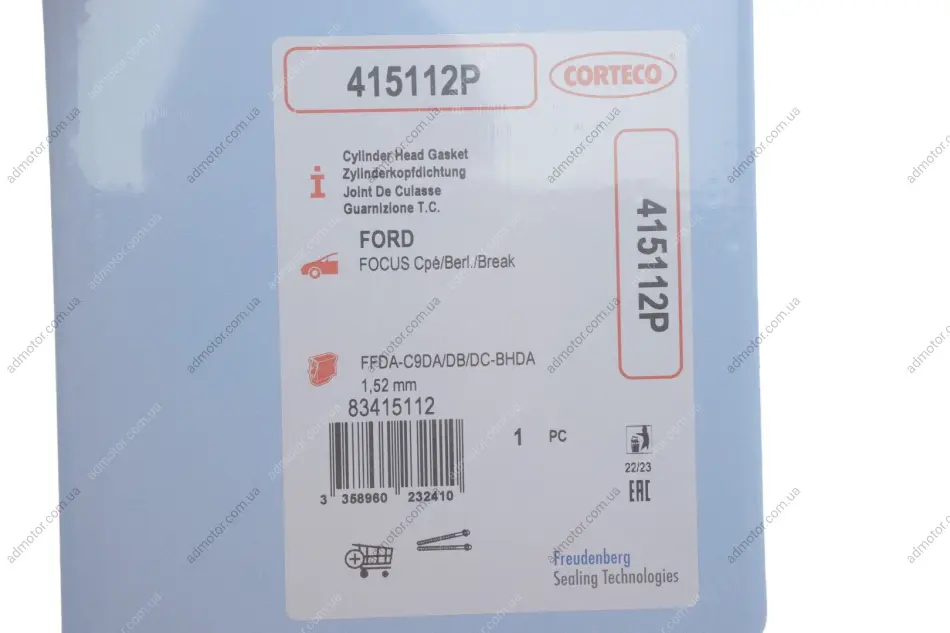 415112P
CORTECO
Cylinder Head Gasket
Zylinderkopfdichtung
Joint De Culasse
Guarnizione T.C.
415112P
FORD
FOCUS Cpé/Berl./Break
FFDA-C9DA/DB/DC-BHDA
1,52 mm
83415112
1 PC
3 358960 232410
22/23
EAC
Freudenberg
Sealing Technologies
admotor.com.ua